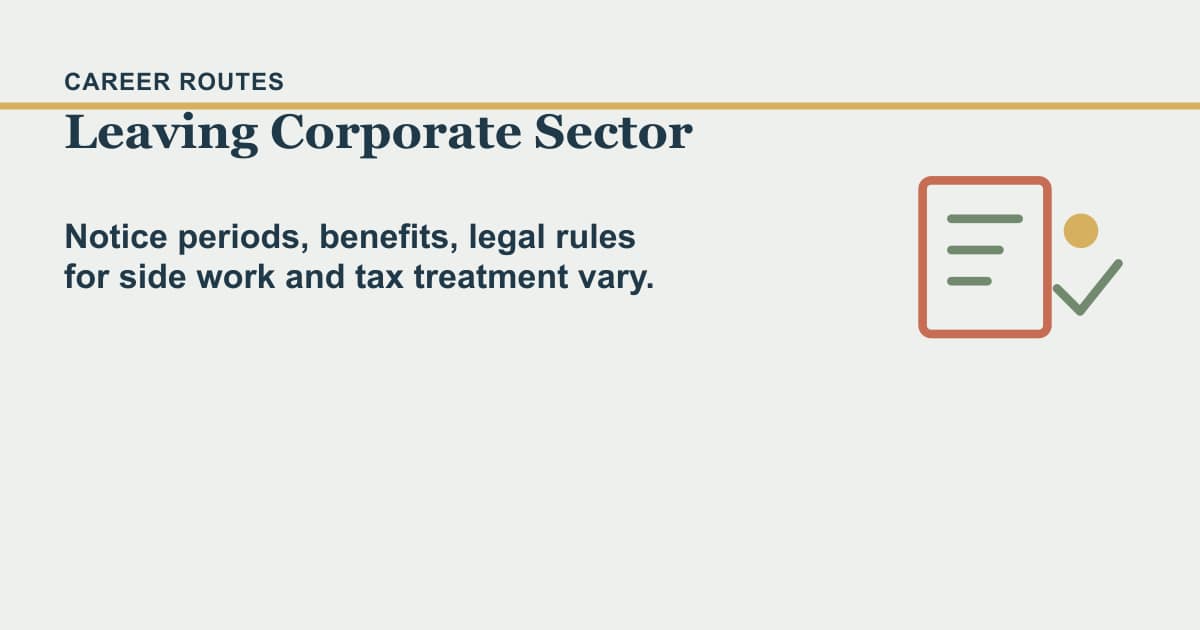 CAREER ROUTES
Leaving Corporate Sector
Notice periods, benefits, legal rules
for side work and tax treatment vary.